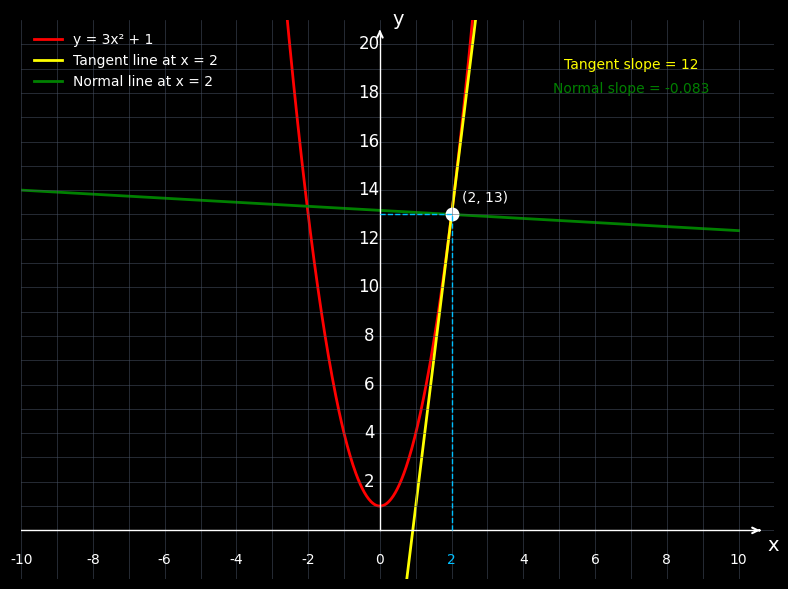 y
y = 3x² + 1
Tangent line at x = 2
Normal line at x = 2
Tangent slope = 12
Normal slope = -0.083
20
18
16
14
(2, 13)
12
10
8
6
4
2
-10 -8 -6 -4 -2 0 2 4 6 8 10
x